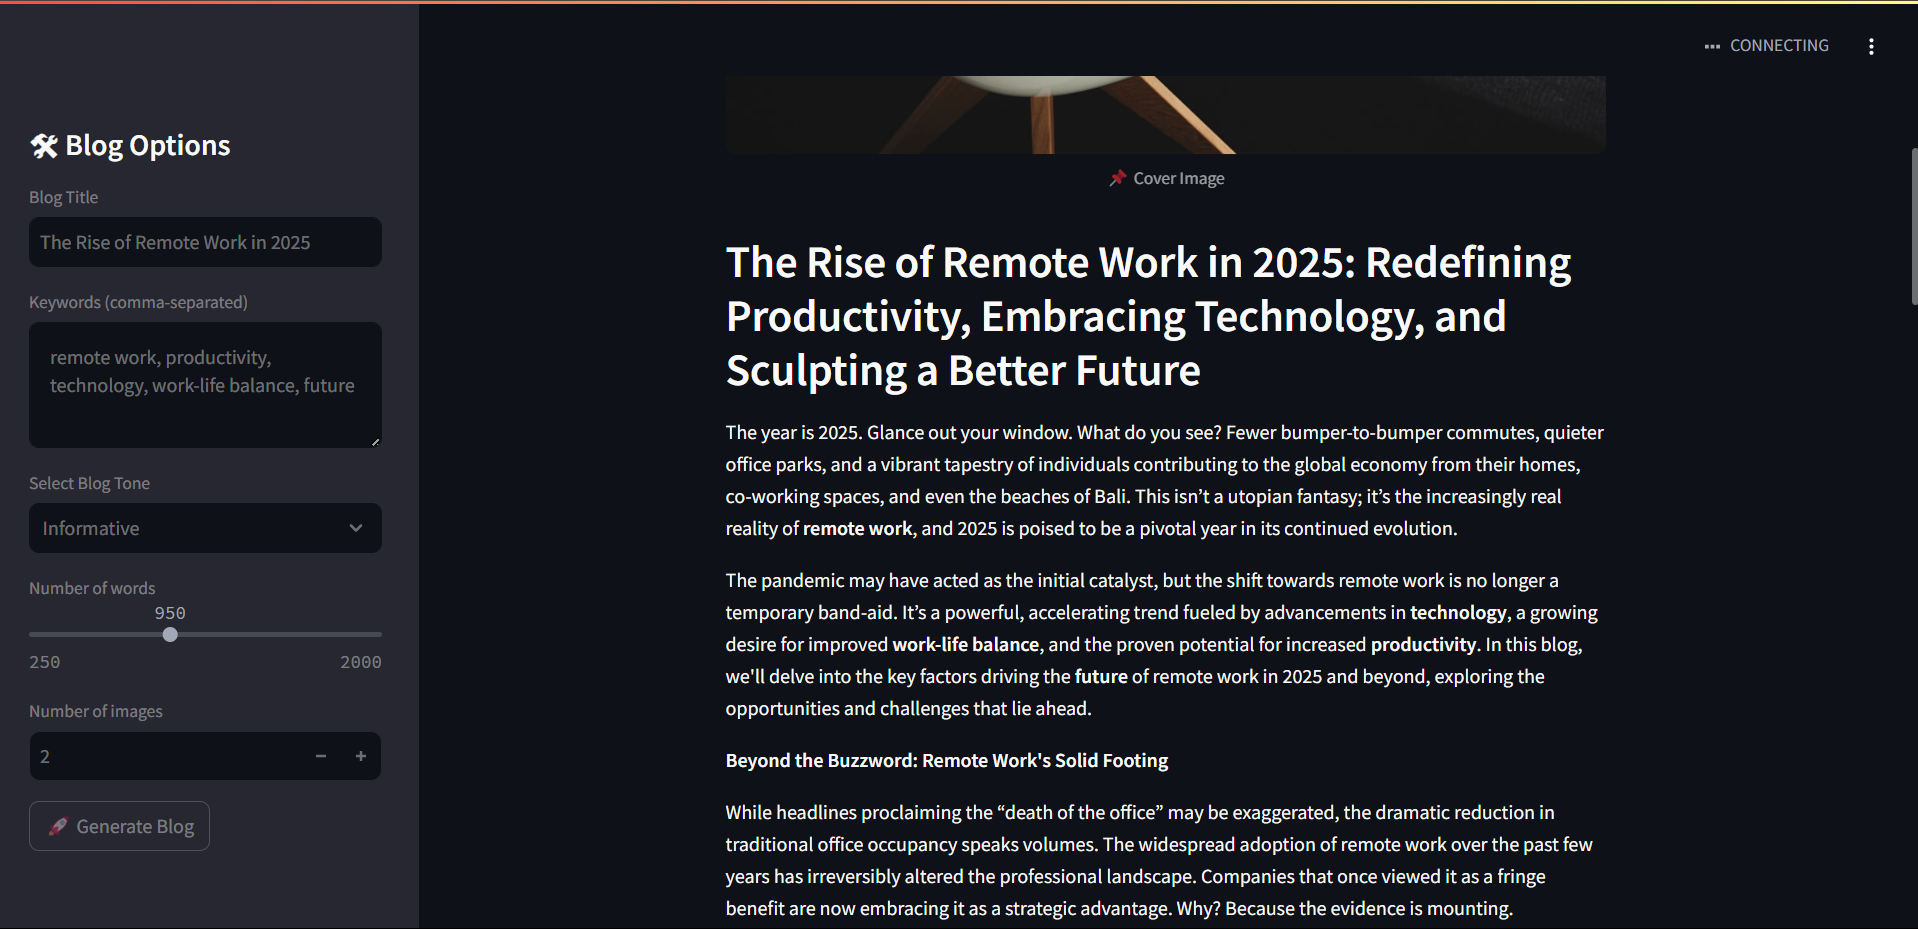 CONNECTING
🛠 Blog Options
Blog Title
The Rise of Remote Work in 2025
Keywords (comma-separated)
remote work, productivity,
technology, work-life balance, future
Select Blog Tone
Informative
Number of words
950
250 2000
Number of images
2 − +
🚀 Generate Blog
📌 Cover Image
The Rise of Remote Work in 2025: Redefining
Productivity, Embracing Technology, and
Sculpting a Better Future
The year is 2025. Glance out your window. What do you see? Fewer bumper-to-bumper commutes, quieter
office parks, and a vibrant tapestry of individuals contributing to the global economy from their homes,
co-working spaces, and even the beaches of Bali. This isn’t a utopian fantasy; it’s the increasingly real
reality of remote work, and 2025 is poised to be a pivotal year in its continued evolution.
The pandemic may have acted as the initial catalyst, but the shift towards remote work is no longer a
temporary band-aid. It’s a powerful, accelerating trend fueled by advancements in technology, a growing
desire for improved work-life balance, and the proven potential for increased productivity. In this blog,
we'll delve into the key factors driving the future of remote work in 2025 and beyond, exploring the
opportunities and challenges that lie ahead.
Beyond the Buzzword: Remote Work's Solid Footing
While headlines proclaiming the “death of the office” may be exaggerated, the dramatic reduction in
traditional office occupancy speaks volumes. The widespread adoption of remote work over the past few
years has irreversibly altered the professional landscape. Companies that once viewed it as a fringe
benefit are now embracing it as a strategic advantage. Why? Because the evidence is mounting.